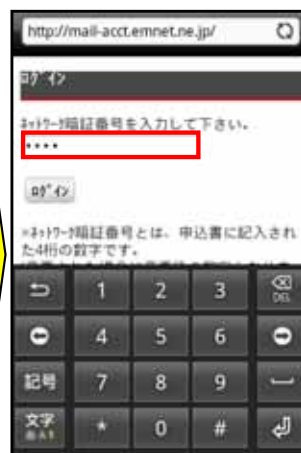 http://mail-acct.emnet.ne.jp/
ﾛｸﾞｲﾝ
ﾈｯﾄﾜｰｸ暗証番号を入力して下さい。
••••
ﾛｸﾞｲﾝ
※ﾈｯﾄﾜｰｸ暗証番号とは、申込書に記入され
た4桁の数字です。
1 2 3 DEL
4 5 6
記号 7 8 9
文字 * 0 #
あA1